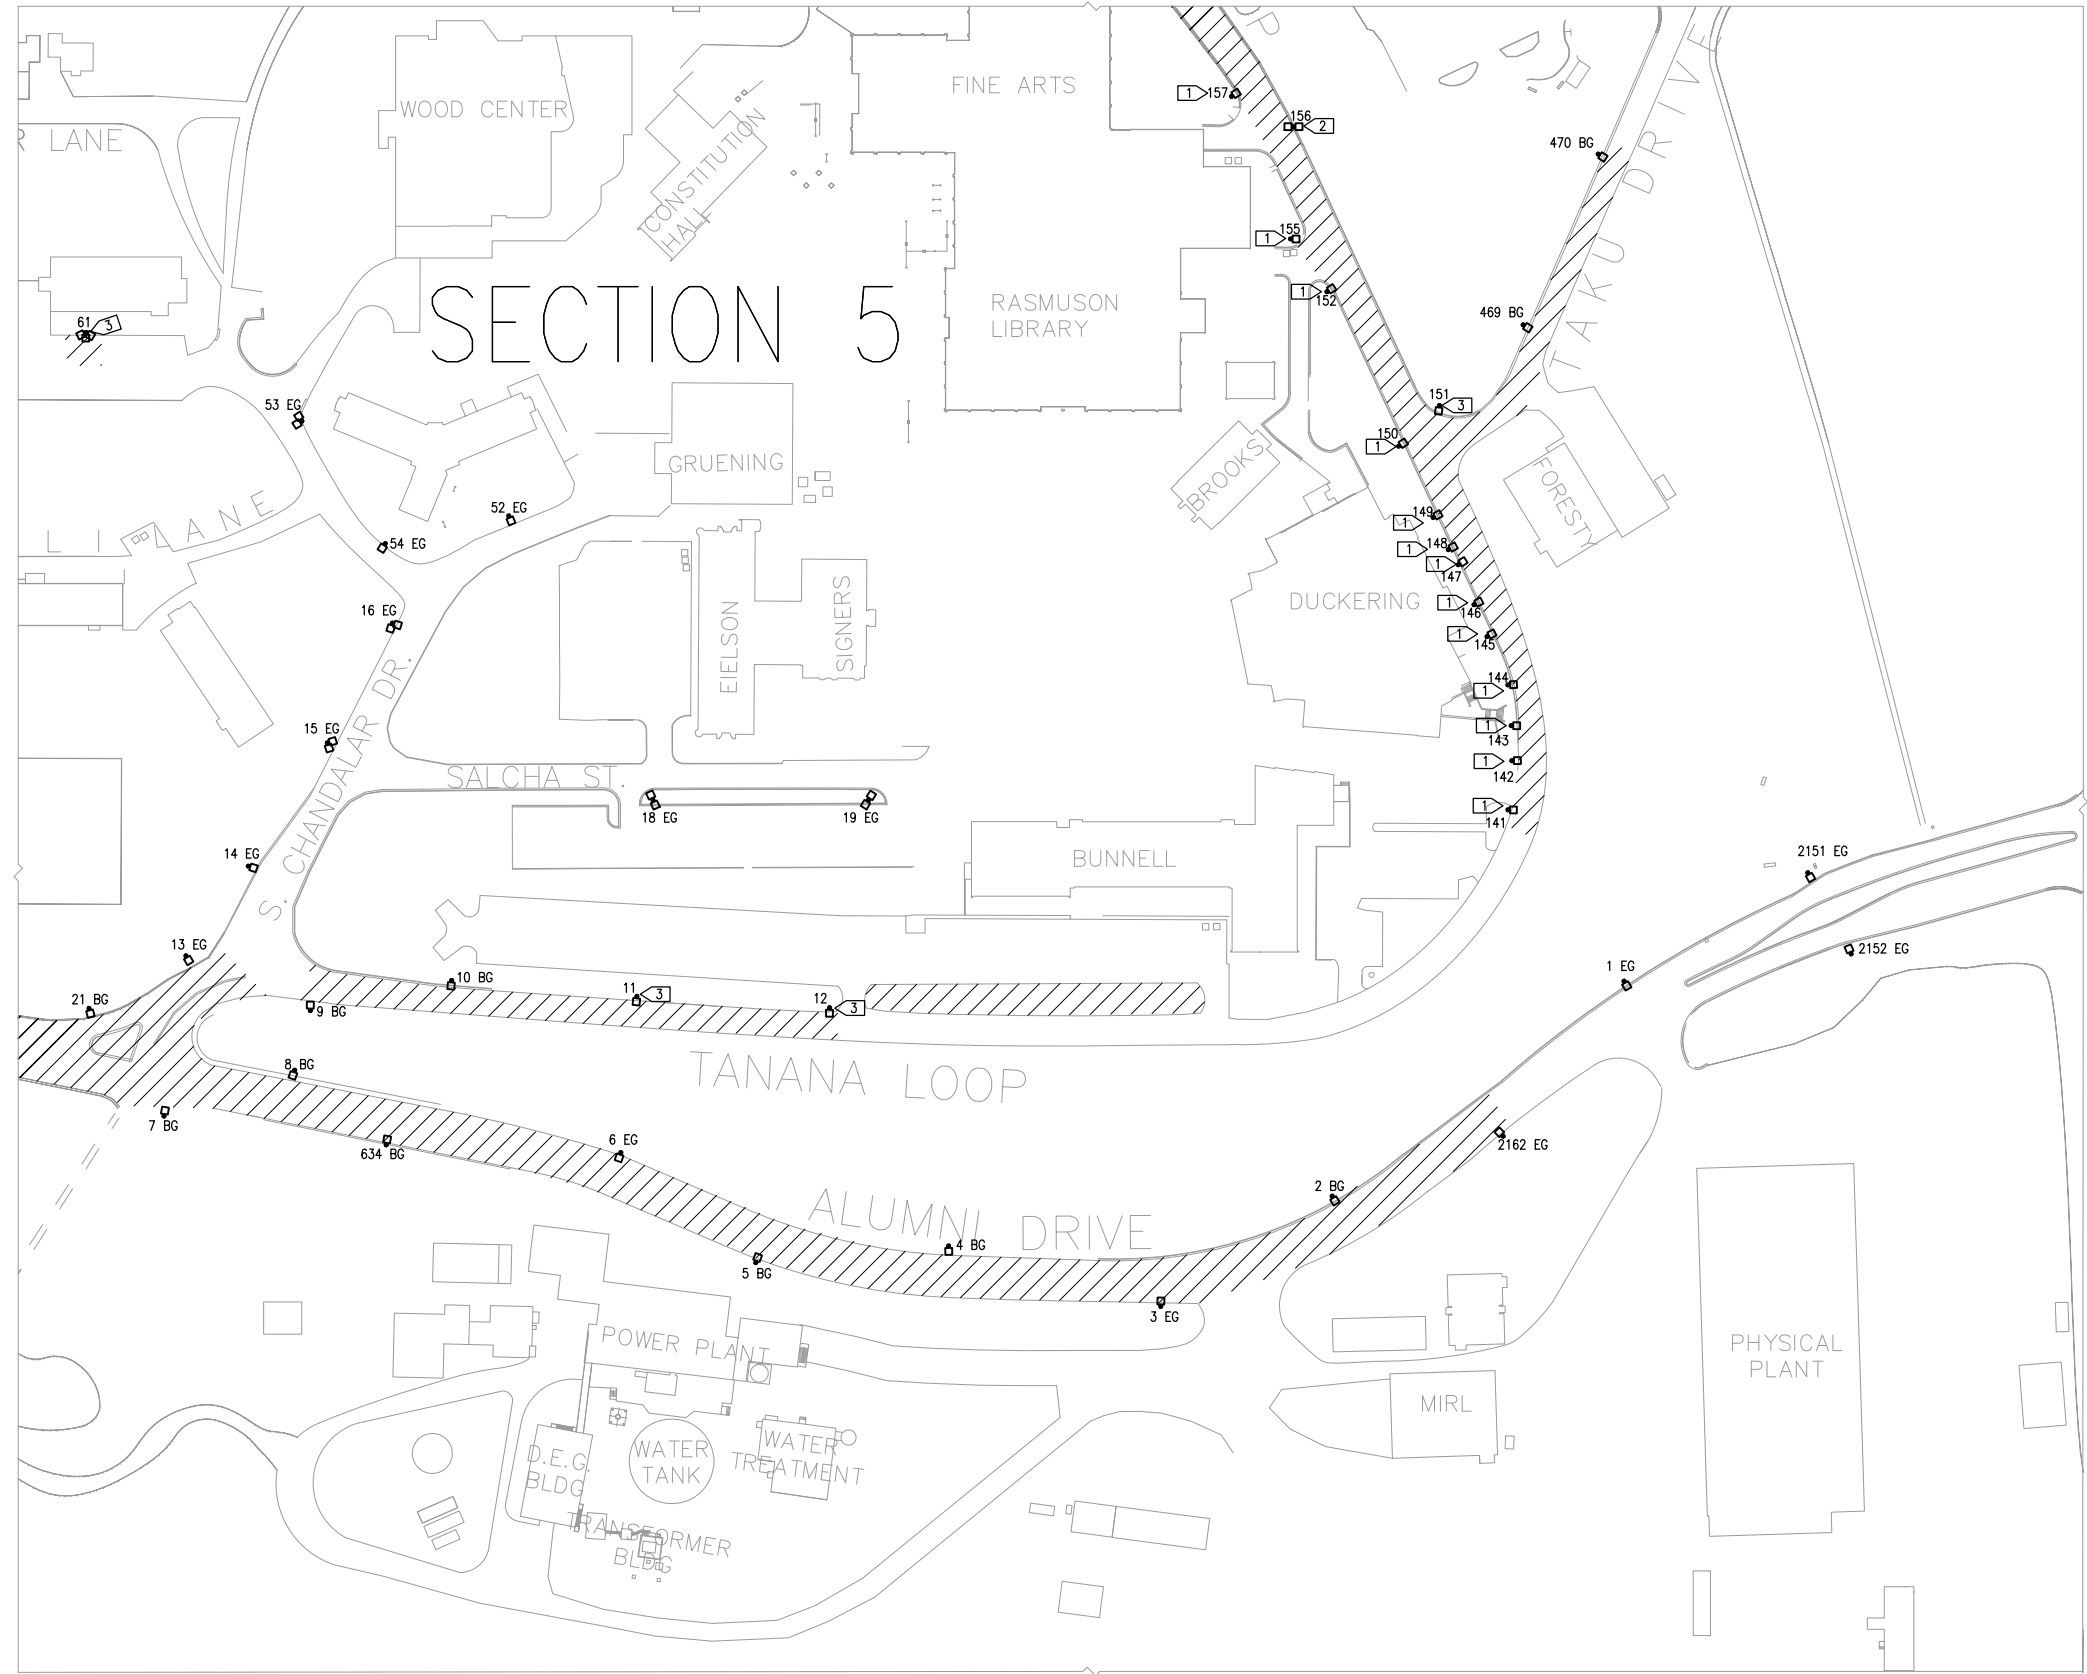 P
FINE ARTS
1 157
WOOD CENTER
156
2
CONSTITUTION
HALL
LANE
470 BG
TAKU DRIVE
155
1
SECTION 5
RASMUSON
LIBRARY
1
152
61 3
469 BG
53 EG
151
3
150
1
GRUENING
BROOKS
FORESTY
52 EG
149
1
54 EG
148
1
1
147
LI LANE
DUCKERING
1
146
16 EG
EIELSON
SIGNERS
1
145
144
1
S. CHANDALAR DR.
15 EG
1
143
1
142
SALCHA ST.
18 EG
19 EG
1
141
14 EG
BUNNELL
2151 EG
13 EG
2152 EG
1 EG
10 BG
11
3
12
3
21 BG
9 BG
TANANA LOOP
8 BG
7 BG
634 BG
6 EG
2162 EG
2 BG
ALUMNI DRIVE
4 BG
5 BG
3 EG
POWER PLANT
PHYSICAL
PLANT
MIRL
D.E.G.
BLDG
WATER
TANK
WATER
TREATMENT
TRANSFORMER
BLDG